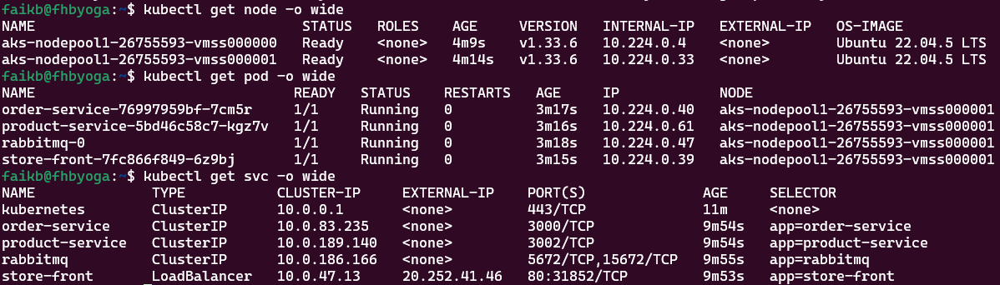 faikb@fhbyoga:~$ kubectl get node -o wide
NAME STATUS ROLES AGE VERSION INTERNAL-IP EXTERNAL-IP OS-IMAGE
aks-nodepool1-26755593-vmss000000 Ready <none> 4m9s v1.33.6 10.224.0.4 <none> Ubuntu 22.04.5 LTS
aks-nodepool1-26755593-vmss000001 Ready <none> 4m14s v1.33.6 10.224.0.33 <none> Ubuntu 22.04.5 LTS
faikb@fhbyoga:~$ kubectl get pod -o wide
NAME READY STATUS RESTARTS AGE IP NODE
order-service-76997959bf-7cm5r 1/1 Running 0 3m17s 10.224.0.40 aks-nodepool1-26755593-vmss000001
product-service-5bd46c58c7-kgz7v 1/1 Running 0 3m16s 10.224.0.61 aks-nodepool1-26755593-vmss000001
rabbitmq-0 1/1 Running 0 3m18s 10.224.0.47 aks-nodepool1-26755593-vmss000001
store-front-7fc866f849-6z9bj 1/1 Running 0 3m15s 10.224.0.39 aks-nodepool1-26755593-vmss000001
faikb@fhbyoga:~$ kubectl get svc -o wide
NAME TYPE CLUSTER-IP EXTERNAL-IP PORT(S) AGE SELECTOR
kubernetes ClusterIP 10.0.0.1 <none> 443/TCP 11m <none>
order-service ClusterIP 10.0.83.235 <none> 3000/TCP 9m54s app=order-service
product-service ClusterIP 10.0.189.140 <none> 3002/TCP 9m54s app=product-service
rabbitmq ClusterIP 10.0.186.166 <none> 5672/TCP,15672/TCP 9m55s app=rabbitmq
store-front LoadBalancer 10.0.47.13 20.252.41.46 80:31852/TCP 9m53s app=store-front